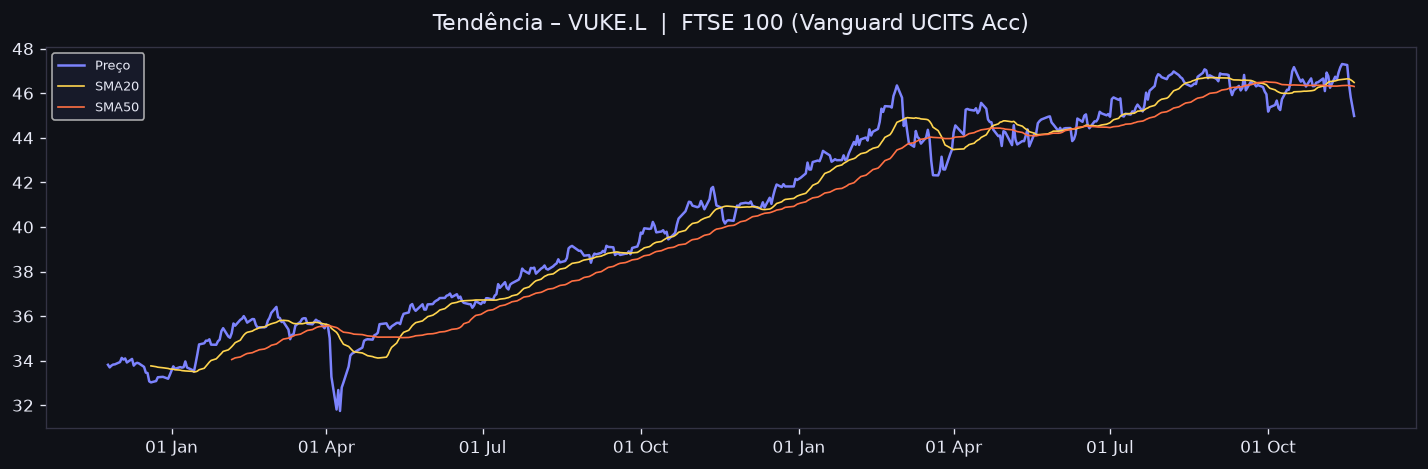 Tendência – VUKE.L | FTSE 100 (Vanguard UCITS Acc)
Preço
SMA20
SMA50
48
46
44
42
40
38
36
34
32
01 Jan
01 Apr
01 Jul
01 Oct
01 Jan
01 Apr
01 Jul
01 Oct